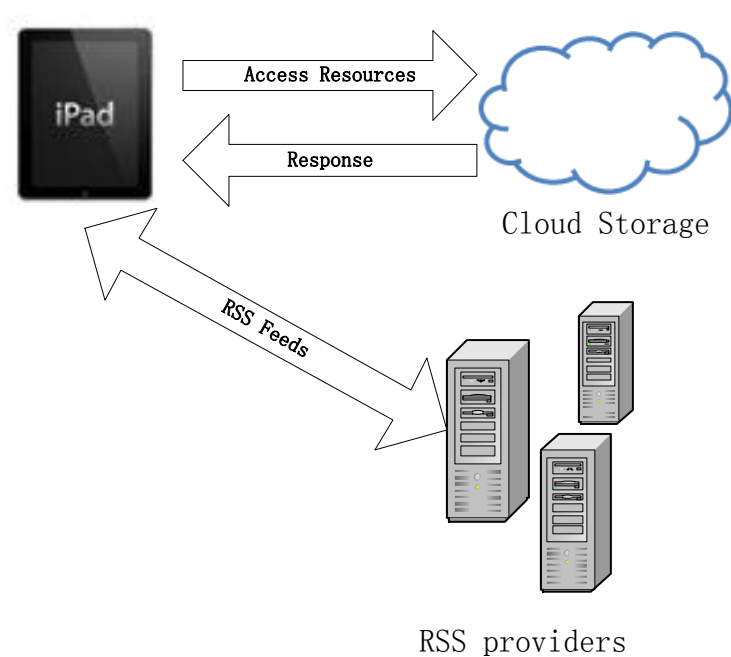 iPad
Access Resources
Response
Cloud Storage
RSS Feeds
RSS providers